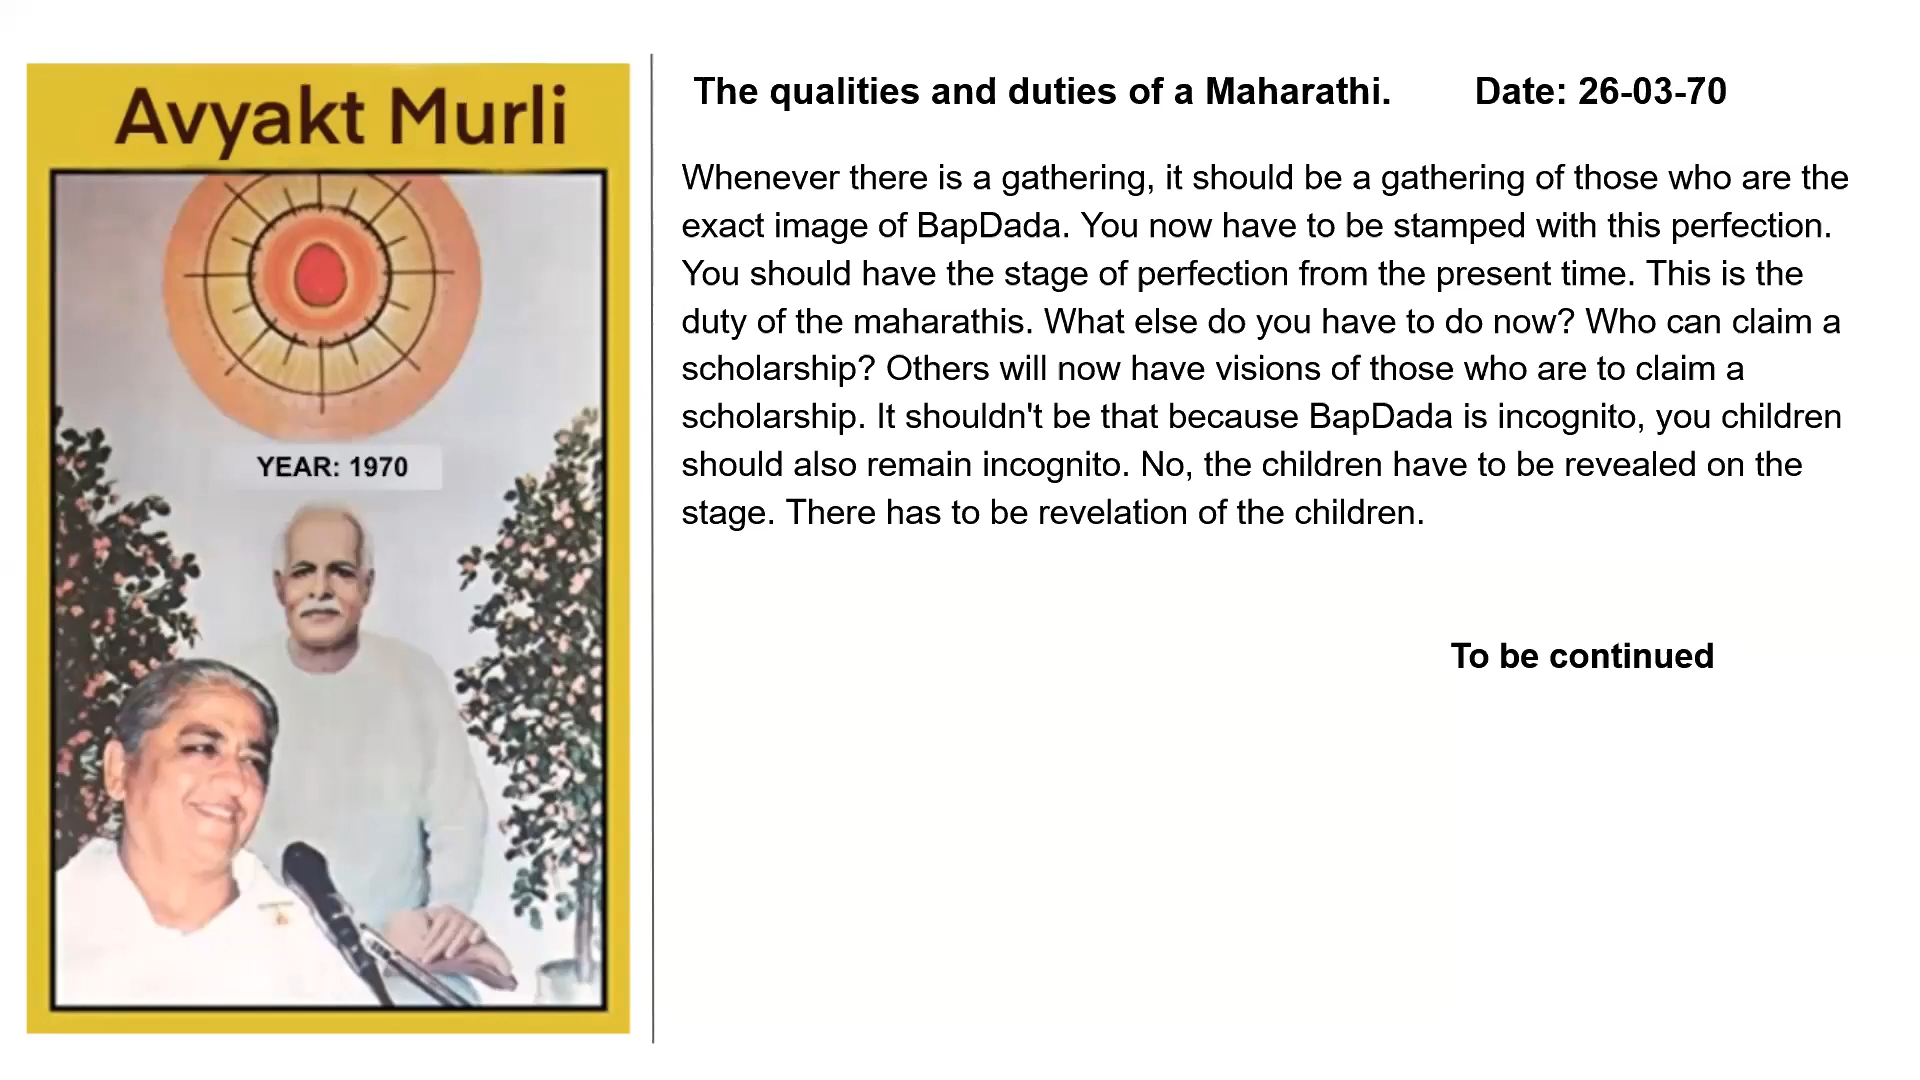 Avyakt Murli
YEAR: 1970
The qualities and duties of a Maharathi. Date: 26-03-70
Whenever there is a gathering, it should be a gathering of those who are the
exact image of BapDada. You now have to be stamped with this perfection.
You should have the stage of perfection from the present time. This is the
duty of the maharathis. What else do you have to do now? Who can claim a
scholarship? Others will now have visions of those who are to claim a
scholarship. It shouldn't be that because BapDada is incognito, you children
should also remain incognito. No, the children have to be revealed on the
stage. There has to be revelation of the children.
To be continued